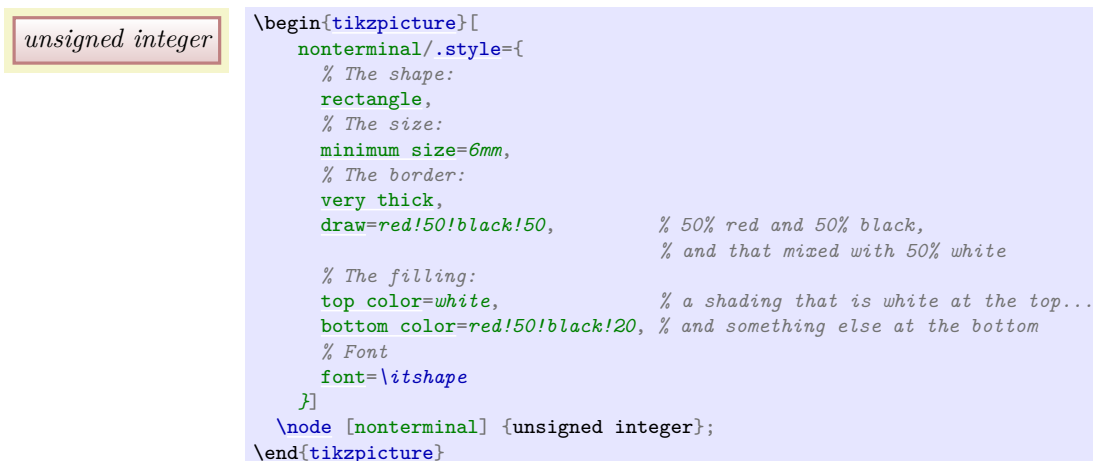 unsigned integer
\begin{tikzpicture}[
    nonterminal/.style={
      % The shape:
      rectangle,
      % The size:
      minimum size=6mm,
      % The border:
      very thick,
      draw=red!50!black!50,         % 50% red and 50% black,
                                    % and that mixed with 50% white
      % The filling:
      top color=white,              % a shading that is white at the top...
      bottom color=red!50!black!20, % and something else at the bottom
      % Font
      font=\itshape
    }]
  \node [nonterminal] {unsigned integer};
\end{tikzpicture}